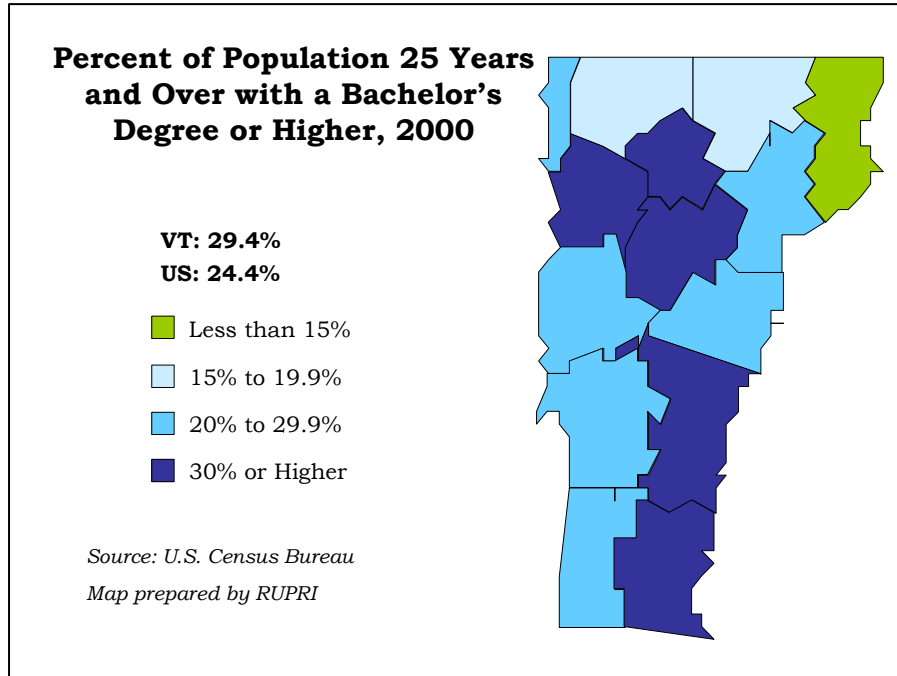 Percent of Population 25 Years
and Over with a Bachelor’s
Degree or Higher, 2000
VT: 29.4%
US: 24.4%
Less than 15%
15% to 19.9%
20% to 29.9%
30% or Higher
Source: U.S. Census Bureau
Map prepared by RUPRI